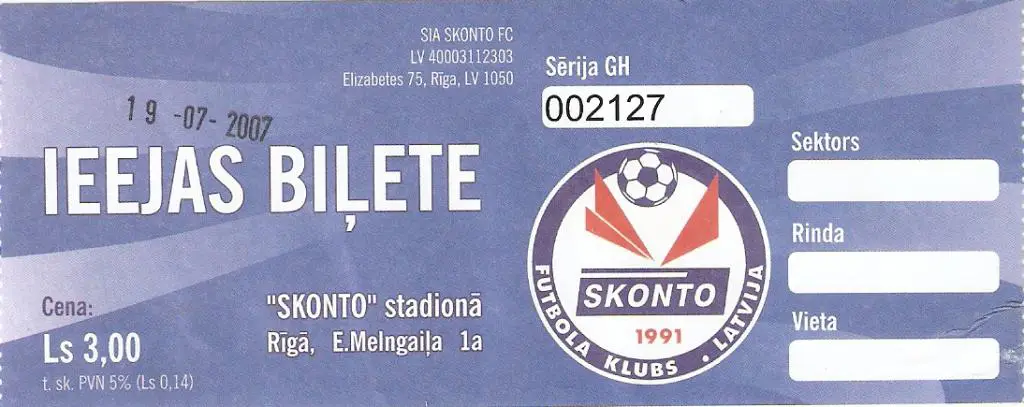 SIA SKONTO FC
LV 40003112303
Elizabetes 75, Rīga, LV 1050
19 -07- 2007
IEEJAS BIĻETE
Cena:
Ls 3,00
t. sk. PVN 5% (Ls 0,14)
"SKONTO" stadionā
Rīgā, E.Melngaiļa 1a
Sērija GH
002127
SKONTO
1991
FUTBOLA KLUBS · LATVIJA
Sektors
Rinda
Vieta